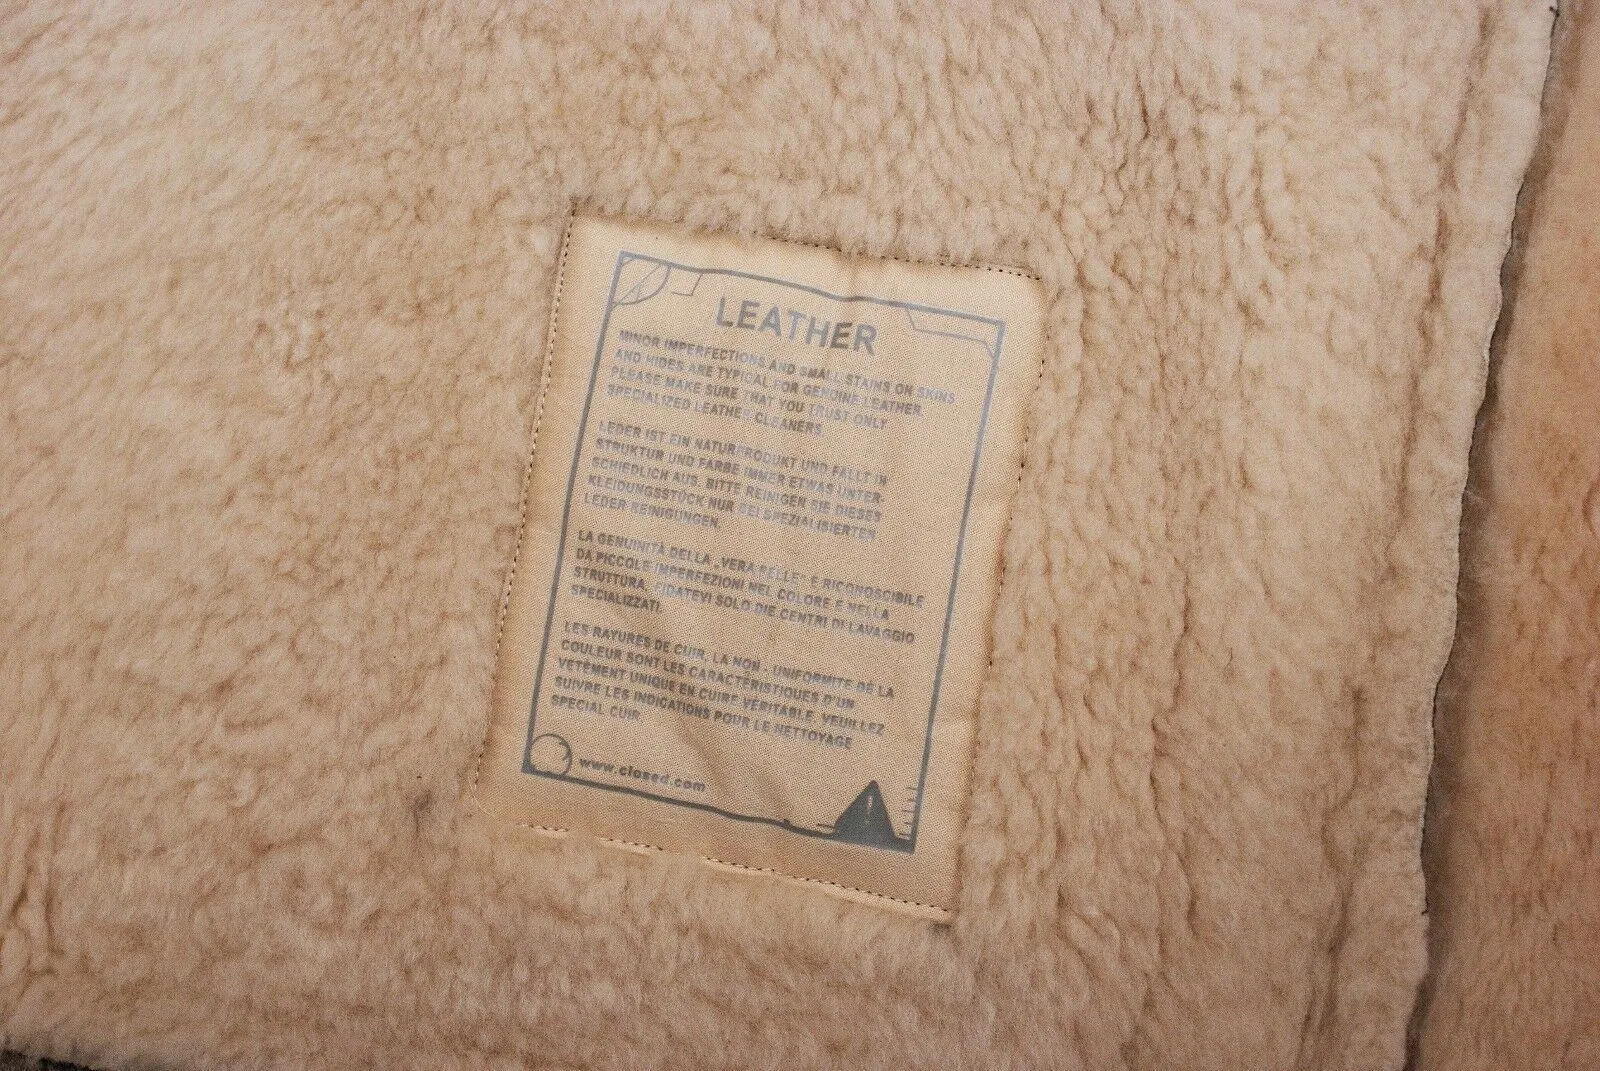 LEATHER
MINOR IMPERFECTIONS AND SMALL STAINS ON SKINS
AND HIDES ARE TYPICAL FOR GENUINE LEATHER.
PLEASE MAKE SURE THAT YOU TRUST ONLY
SPECIALIZED LEATHER CLEANERS.
LEDER IST EIN NATURPRODUKT UND FÄLLT IN
STRUKTUR UND FARBE IMMER ETWAS UNTER-
SCHIEDLICH AUS. BITTE REINIGEN SIE DIESES
KLEIDUNGSSTÜCK NUR BEI SPEZIALISIERTEN
LEDER REINIGUNGEN.
LA GENUINITÀ DELLA „VERA PELLE“ E RICONOSCIBILE
DA PICCOLE IMPERFEZIONI NEL COLORE E NELLA
STRUTTURA. FIDATEVI SOLO DIE CENTRI DI LAVAGGIO
SPECIALIZZATI.
LES RAYURES DE CUIR, LA NON - UNIFORMITE DE LA
COULEUR SONT LES CARACTÉRISTIQUES D'UN
VETÊMENT UNIQUE EN CUIRE VÉRITABLE. VEUILLEZ
SUIVRE LES INDICATIONS POUR LE NETTOYAGE
SPECIAL CUIR.
www.closed.com